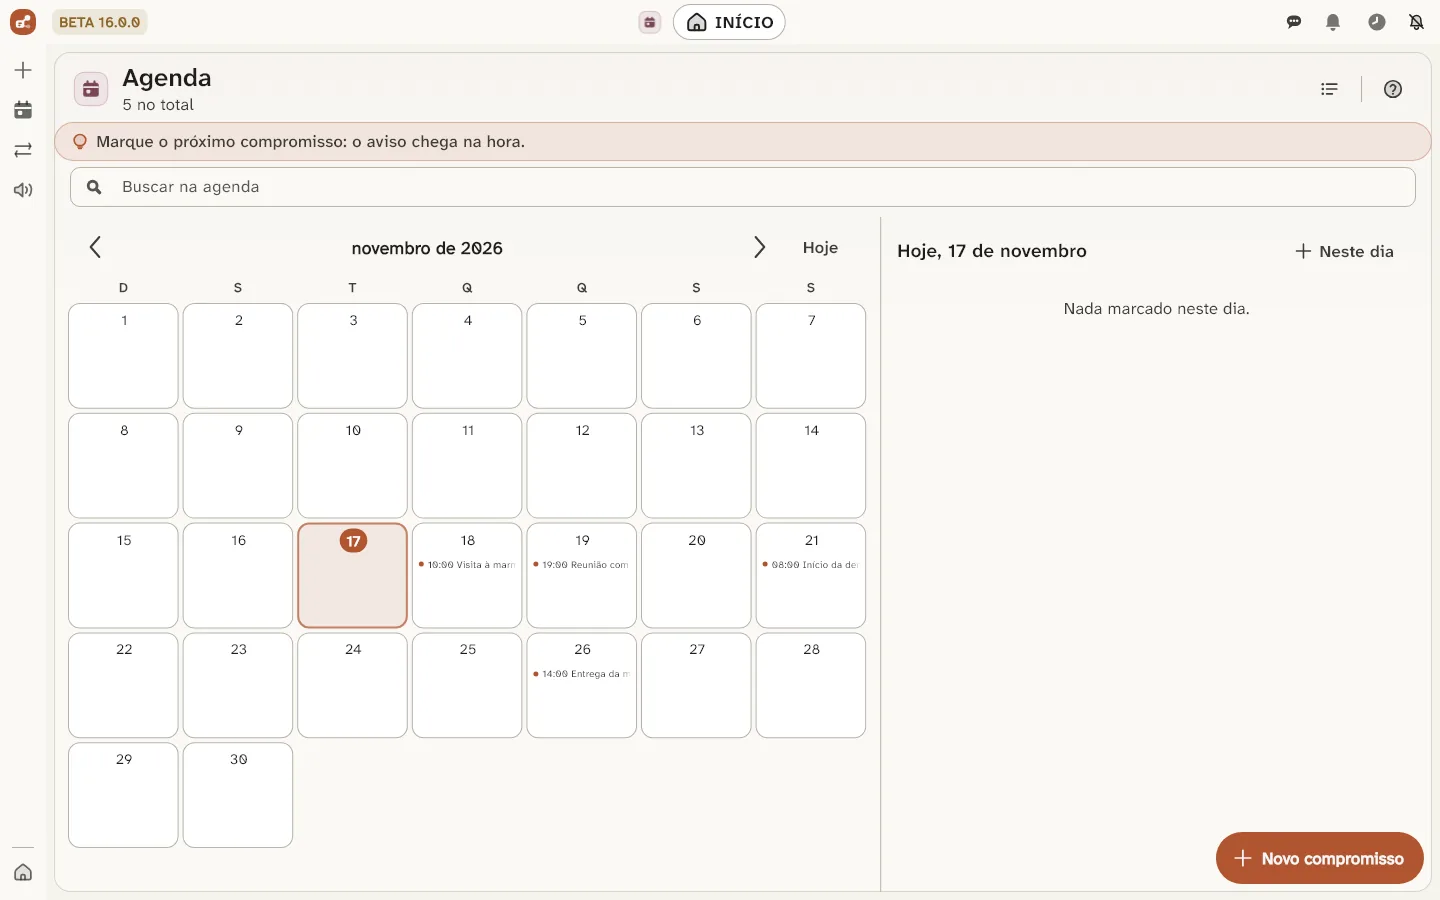 BETA 16.0.0
INÍCIO
Agenda
5 no total
Marque o próximo compromisso: o aviso chega na hora.
Buscar na agenda
novembro de 2026
Hoje
D S T Q Q S S
1 2 3 4 5 6 7
8 9 10 11 12 13 14
15 16 17 18 19 20 21
10:00 Visita à
19:00 Reunião com
08:00 Início da
22 23 24 25 26 27 28
14:00 Entrega da
29 30
Hoje, 17 de novembro
Neste dia
Nada marcado neste dia.
Novo compromisso